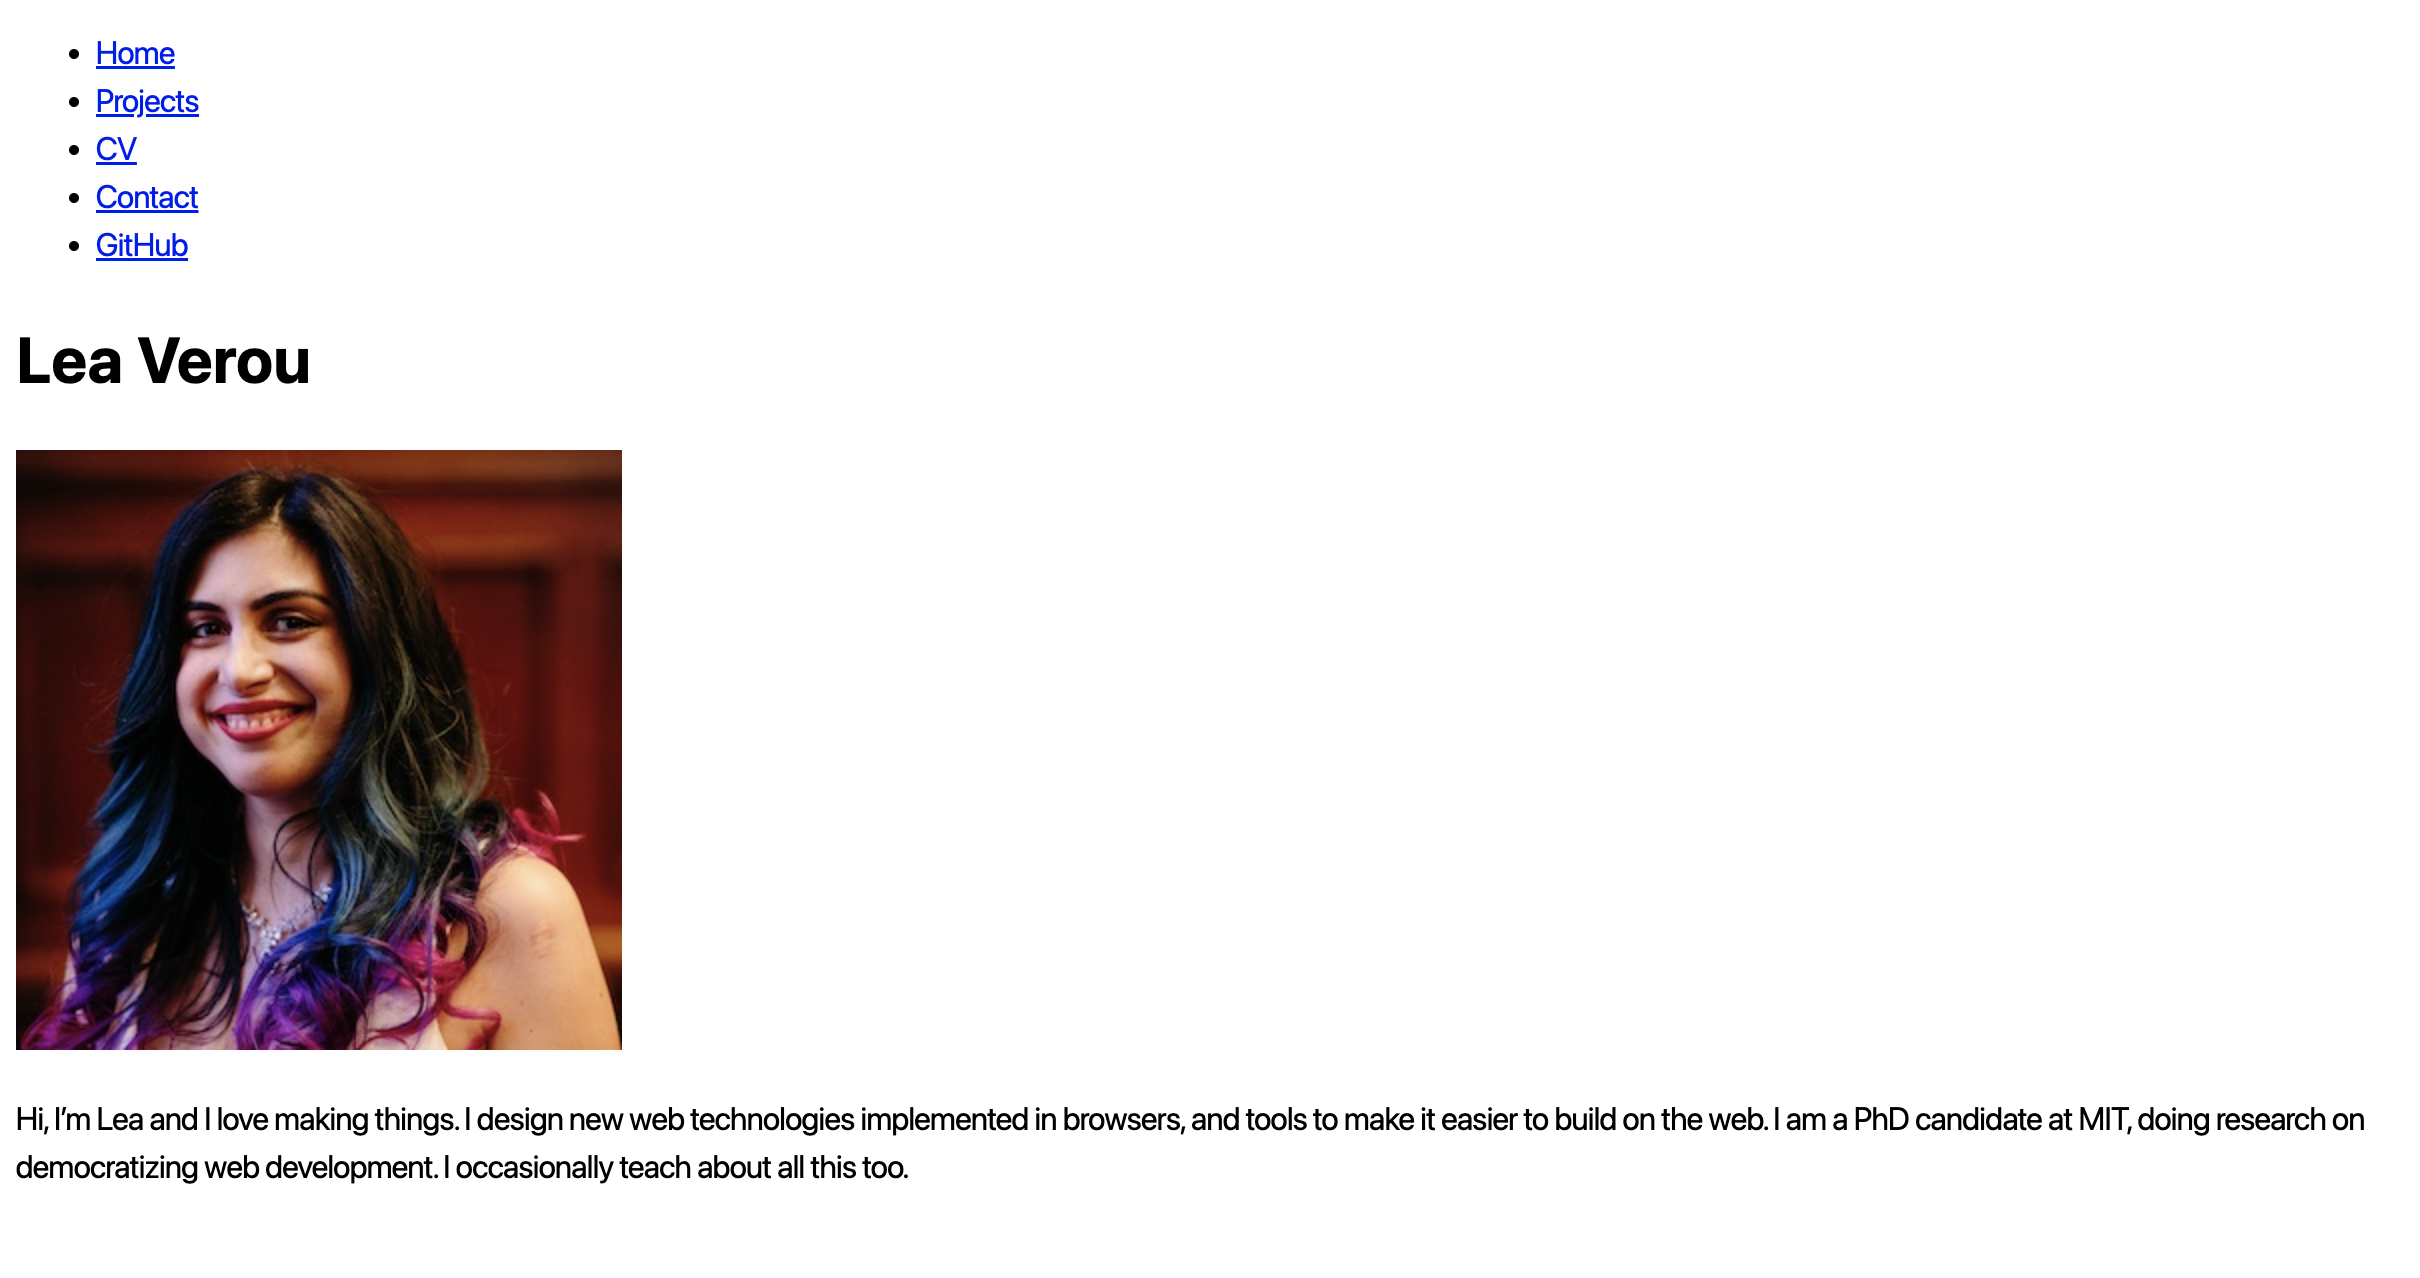 Home
Projects
CV
Contact
GitHub
Lea Verou
Hi, I’m Lea and I love making things. I design new web technologies implemented in browsers, and tools to make it easier to build on the web. I am a PhD candidate at MIT, doing research on
democratizing web development. I occasionally teach about all this too.